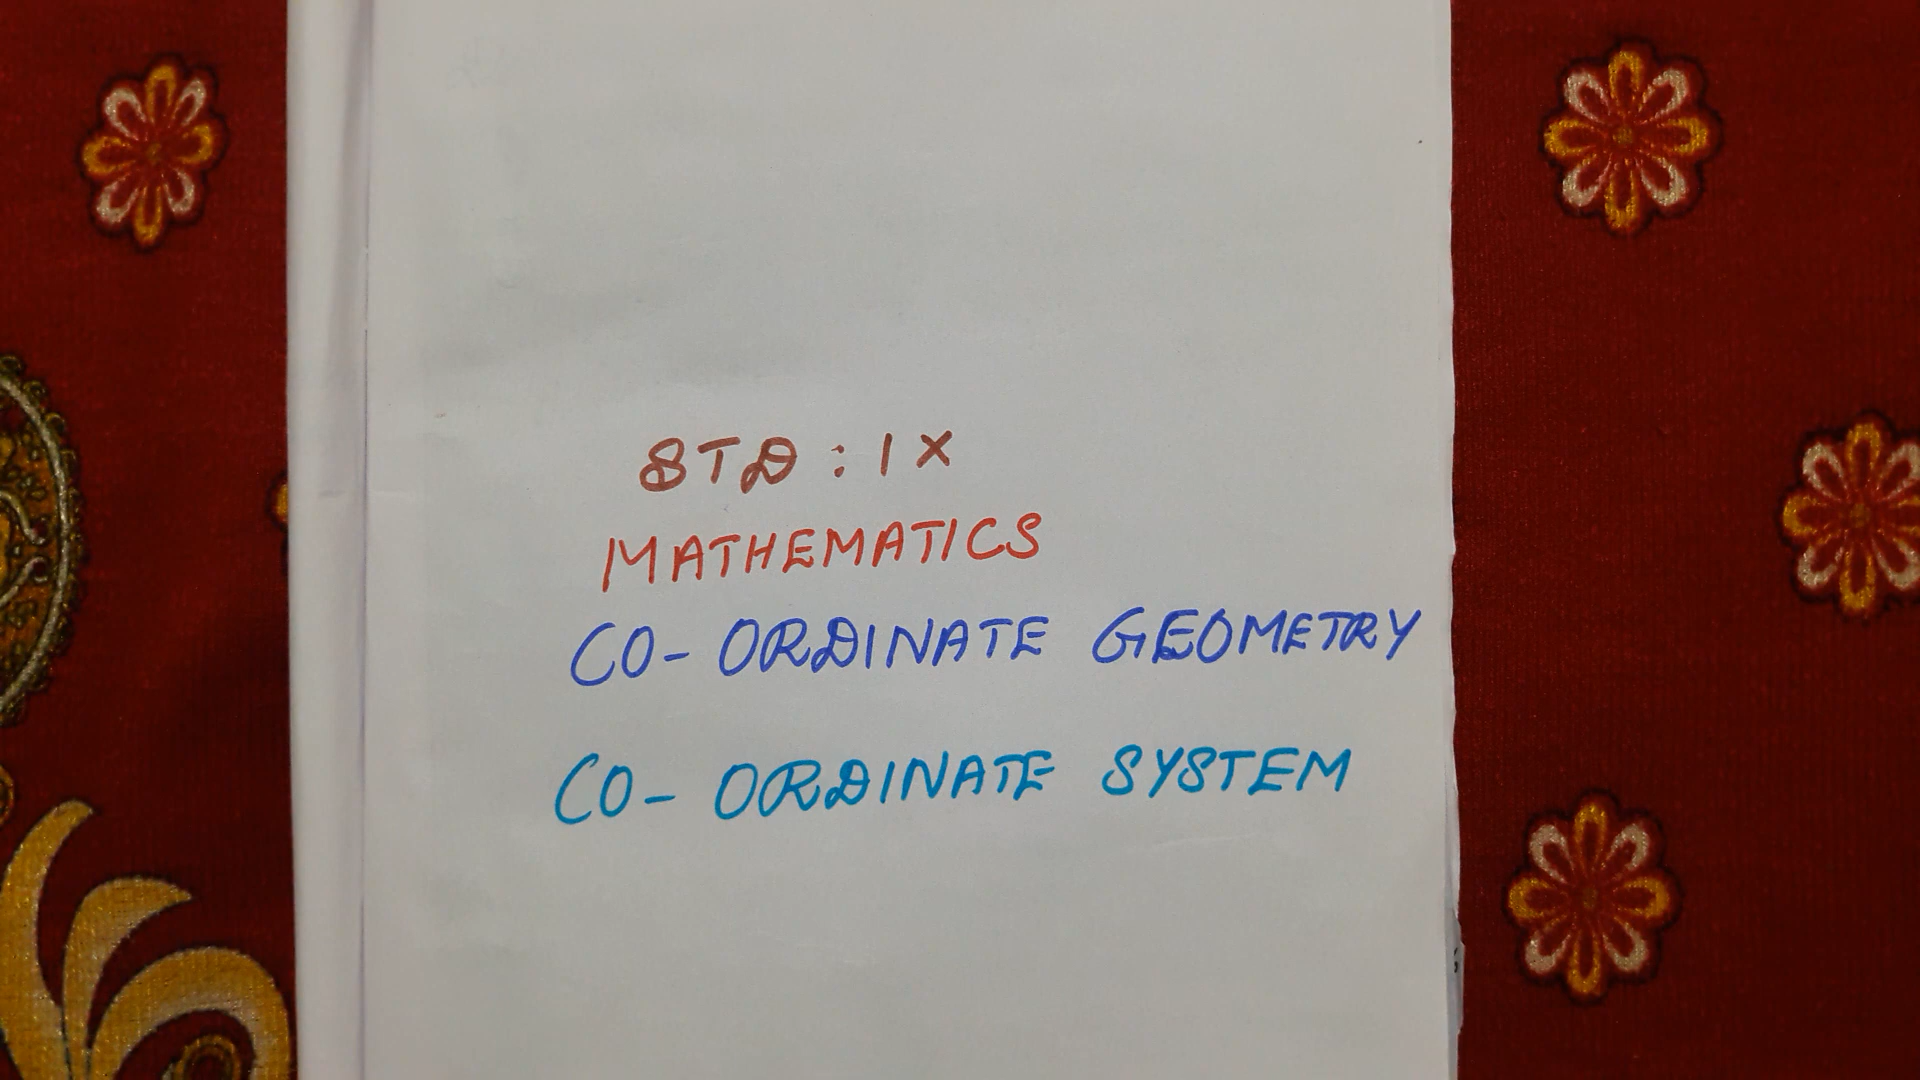 STD : IX
MATHEMATICS
CO-ORDINATE GEOMETRY
CO-ORDINATE SYSTEM